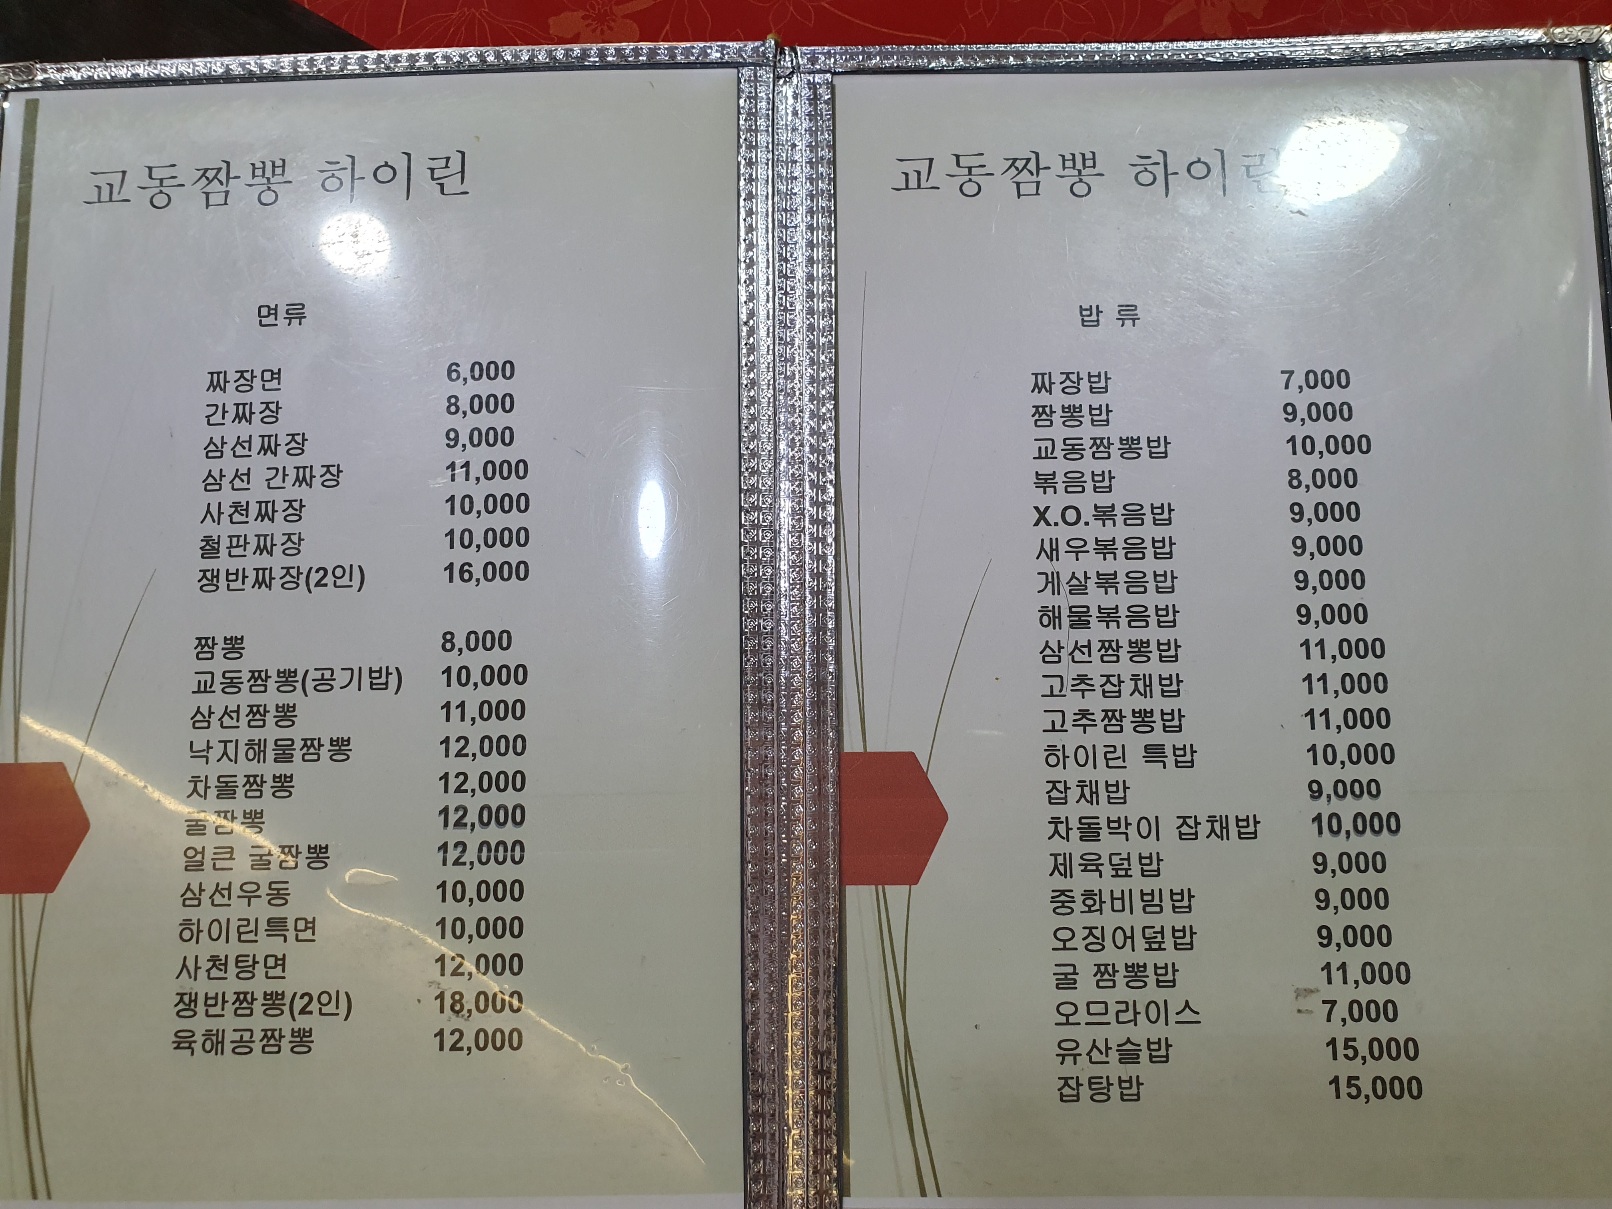 교동짬뽕 하이린
면류
짜장면 6,000
간짜장 8,000
삼선짜장 9,000
삼선 간짜장 11,000
사천짜장 10,000
철판짜장 10,000
쟁반짜장(2인) 16,000
짬뽕 8,000
교동짬뽕(공기밥) 10,000
삼선짬뽕 11,000
낙지해물짬뽕 12,000
차돌짬뽕 12,000
굴짬뽕 12,000
얼큰 굴짬뽕 12,000
삼선우동 10,000
하이린특면 10,000
사천탕면 12,000
쟁반짬뽕(2인) 18,000
육해공짬뽕 12,000
교동짬뽕 하이린
밥 류
짜장밥 7,000
짬뽕밥 9,000
교동짬뽕밥 10,000
볶음밥 8,000
X.O.볶음밥 9,000
새우볶음밥 9,000
게살볶음밥 9,000
해물볶음밥 9,000
삼선짬뽕밥 11,000
고추잡채밥 11,000
고추짬뽕밥 11,000
하이린 특밥 10,000
잡채밥 9,000
차돌박이 잡채밥 10,000
제육덮밥 9,000
중화비빔밥 9,000
오징어덮밥 9,000
굴 짬뽕밥 11,000
오므라이스 7,000
유산슬밥 15,000
잡탕밥 15,000